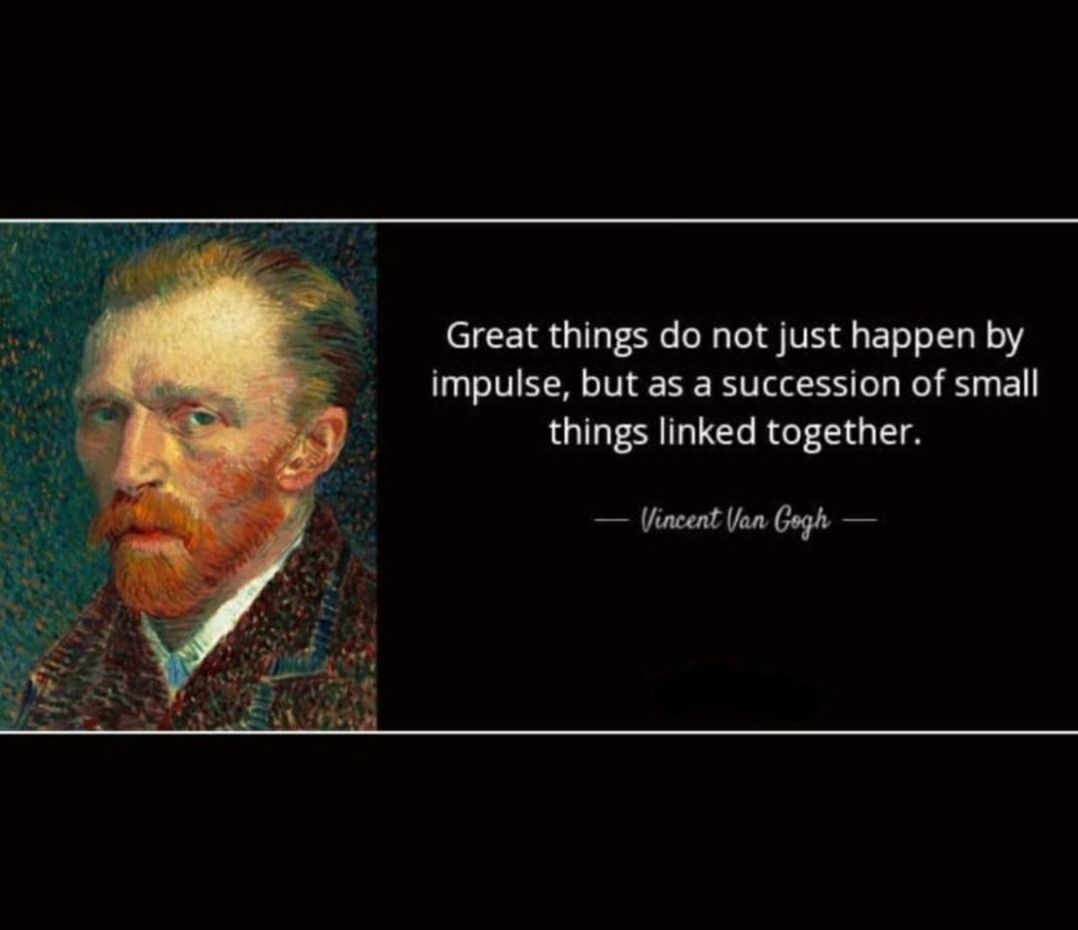 Great things do not just happen by
impulse, but as a succession of small
things linked together.
— Vincent Van Gogh —